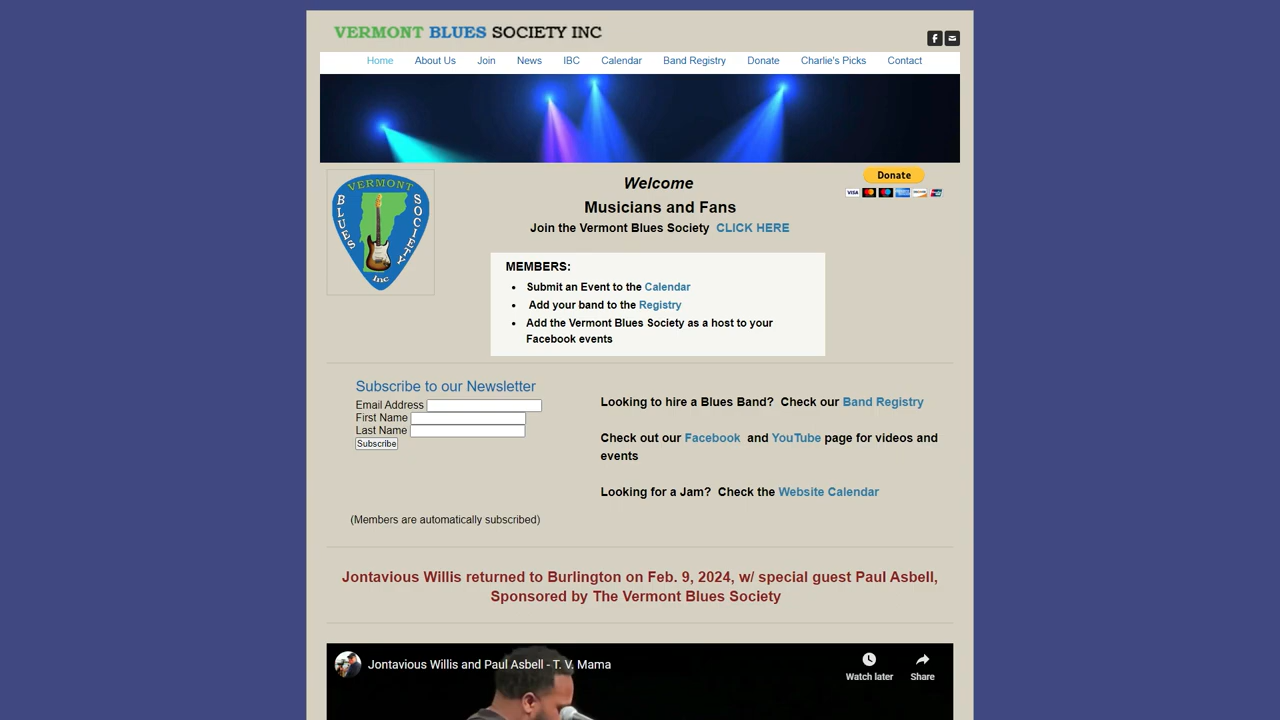 VERMONT BLUES SOCIETY INC
Home About Us Join News IBC Calendar Band Registry Donate Charlie's Picks Contact
VERMONT
BLUES
SOCIETY
Inc
Welcome
Musicians and Fans
Join the Vermont Blues Society CLICK HERE
Donate
VISA
MEMBERS:
• Submit an Event to the Calendar
• Add your band to the Registry
• Add the Vermont Blues Society as a host to your
Facebook events
Subscribe to our Newsletter
Email Address
First Name
Last Name
Subscribe
(Members are automatically subscribed)
Looking to hire a Blues Band? Check our Band Registry
Check out our Facebook and YouTube page for videos and
events
Looking for a Jam? Check the Website Calendar
Jontavious Willis returned to Burlington on Feb. 9, 2024, w/ special guest Paul Asbell,
Sponsored by The Vermont Blues Society
Jontavious Willis and Paul Asbell - T. V. Mama
Watch later
Share